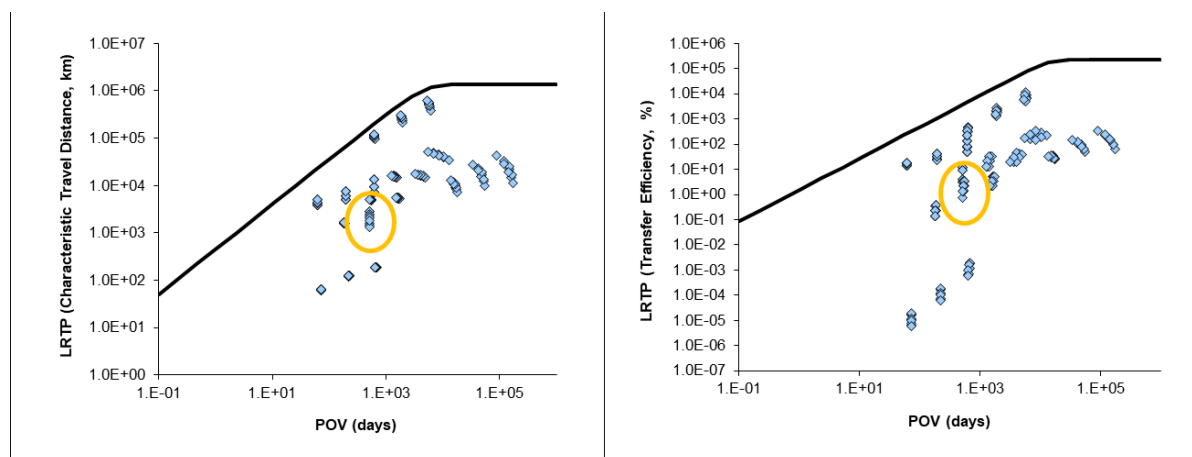 LRTP (Characteristic Travel Distance, km)
1.0E+07
1.0E+06
1.0E+05
1.0E+04
1.0E+03
1.0E+02
1.0E+01
1.0E+00
1.E-01
1.E+01
1.E+03
1.E+05
POV (days)
LRTP (Transfer Efficiency, %)
1.0E+06
1.0E+05
1.0E+04
1.0E+03
1.0E+02
1.0E+01
1.0E+00
1.0E-01
1.0E-02
1.0E-03
1.0E-04
1.0E-05
1.0E-06
1.0E-07
1.E-01
1.E+01
1.E+03
1.E+05
POV (days)